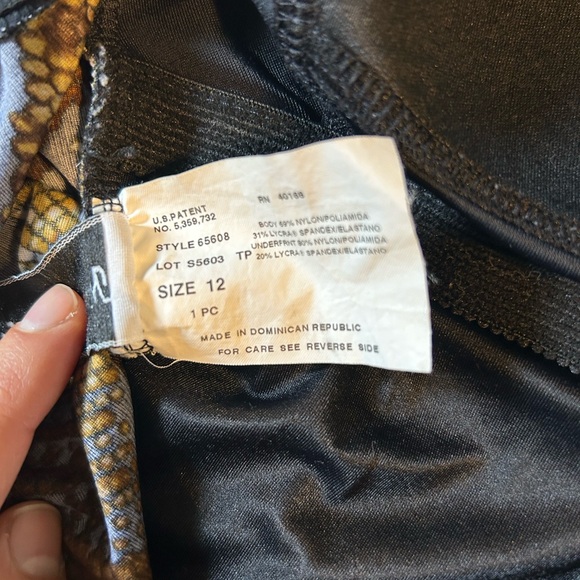 U.S. PATENT
NO. 5,359,732
STYLE 65608
LOT S5603 TP
SIZE 12
1 PC
RN 40188
BODY 69% NYLON/POLIAMIDA
31% LYCRA® SPANDEX/ELASTANO
UNDERFRNT 80% NYLON/POLIAMIDA
20% LYCRA® SPANDEX/ELASTANO
MADE IN DOMINICAN REPUBLIC
FOR CARE SEE REVERSE SIDE